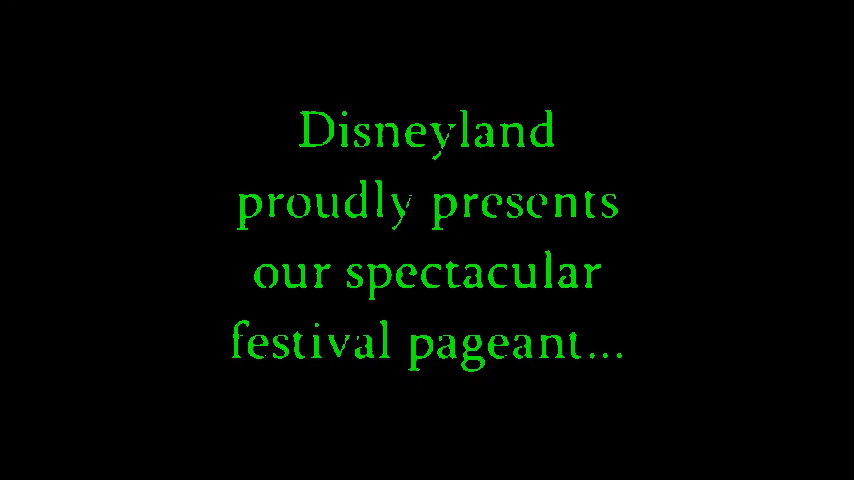 Disneyland
proudly presents
our spectacular
festival pageant...